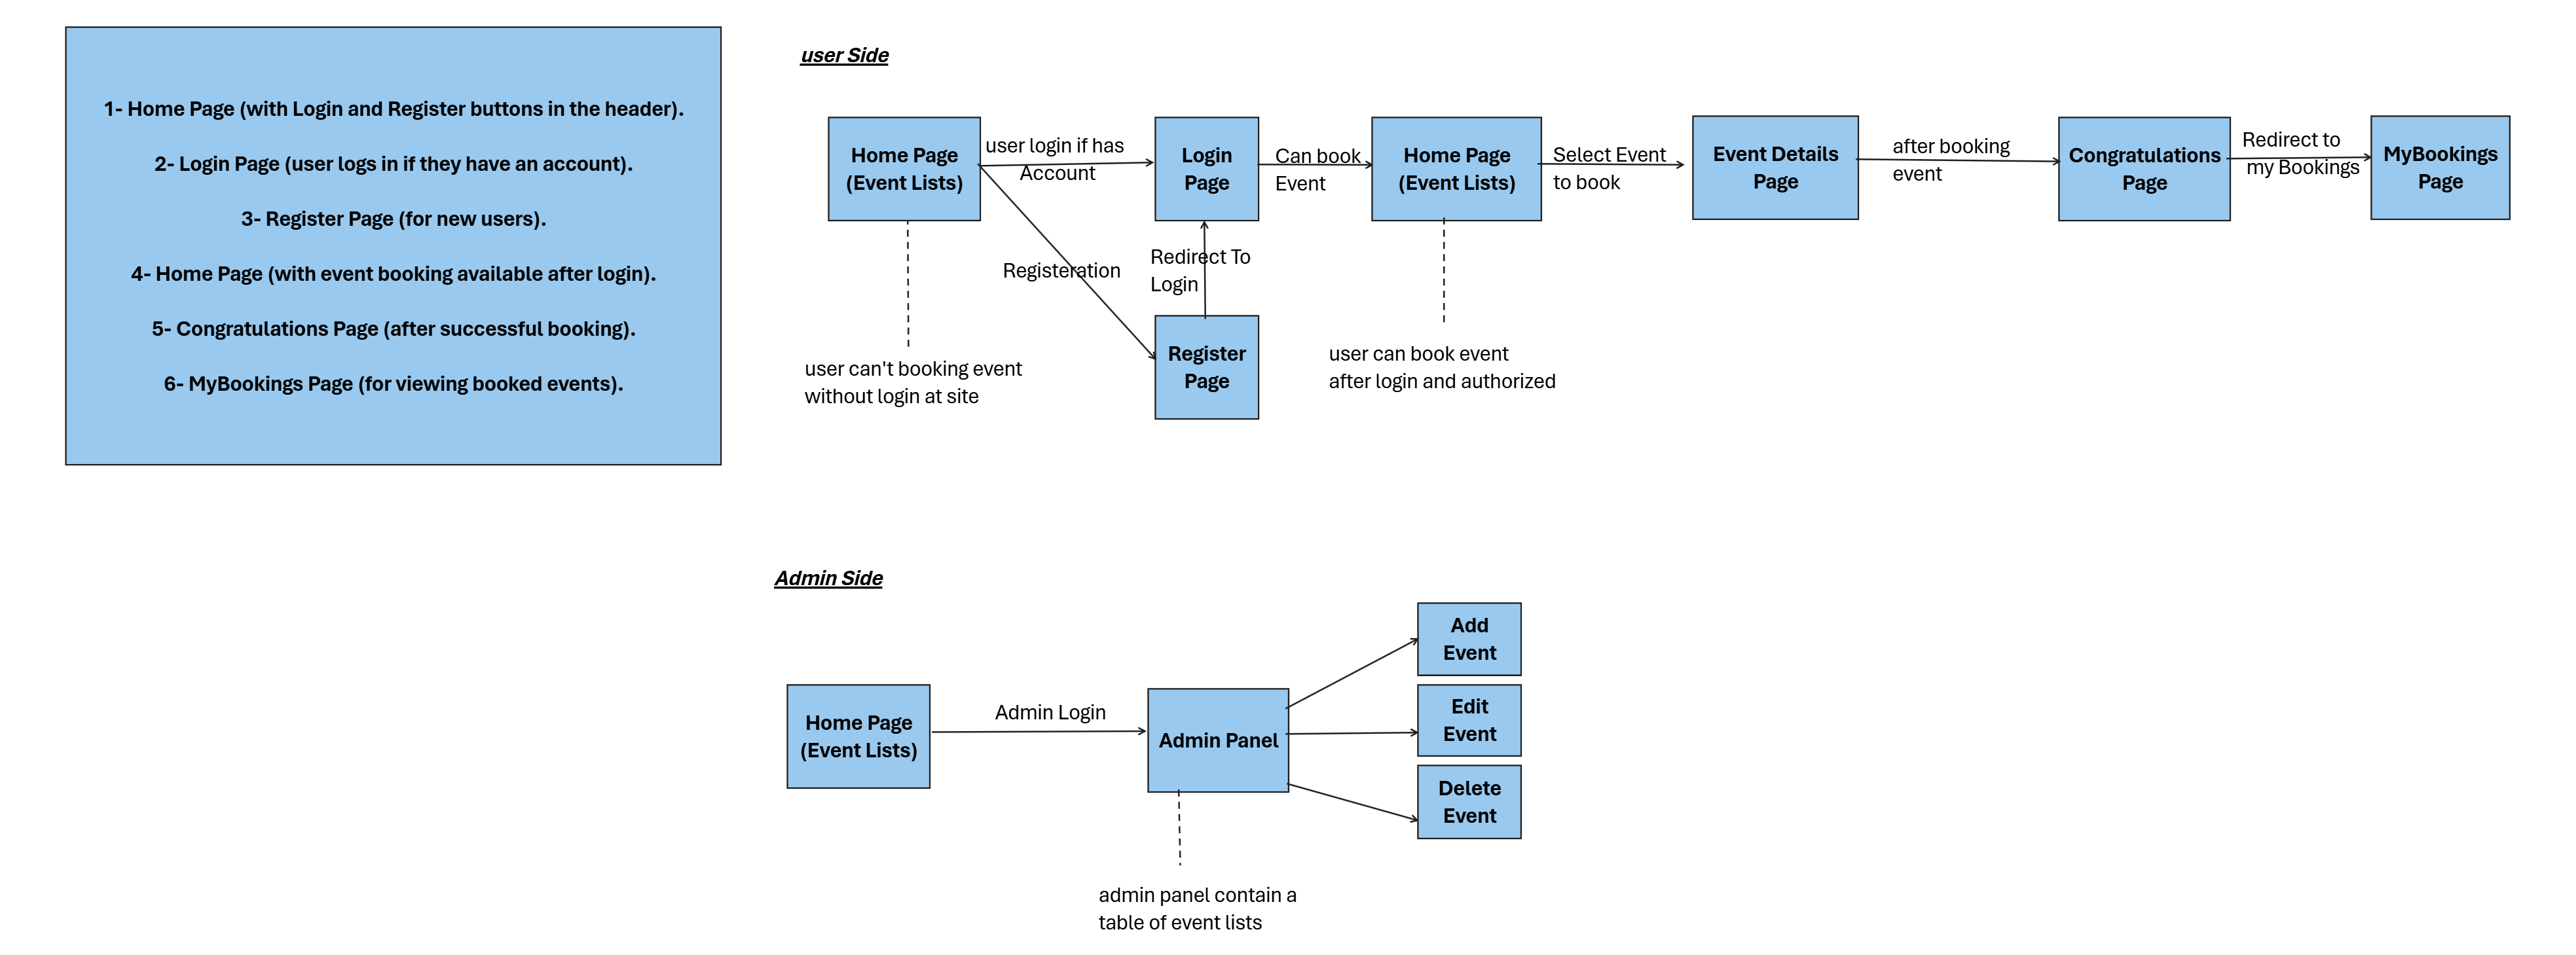 1- Home Page (with Login and Register buttons in the header).
2- Login Page (user logs in if they have an account).
3- Register Page (for new users).
4- Home Page (with event booking available after login).
5- Congratulations Page (after successful booking).
6- MyBookings Page (for viewing booked events).
user Side
Home Page
(Event Lists)
user login if has
Account
Login
Page
Can book
Event
Home Page
(Event Lists)
Select Event
to book
Event Details
Page
after booking
event
Congratulations
Page
Redirect to
my Bookings
MyBookings
Page
Registeration
Redirect To
Login
Register
Page
user can't booking event
without login at site
user can book event
after login and authorized
Admin Side
Home Page
(Event Lists)
Admin Login
Admin Panel
Add
Event
Edit
Event
Delete
Event
admin panel contain a
table of event lists